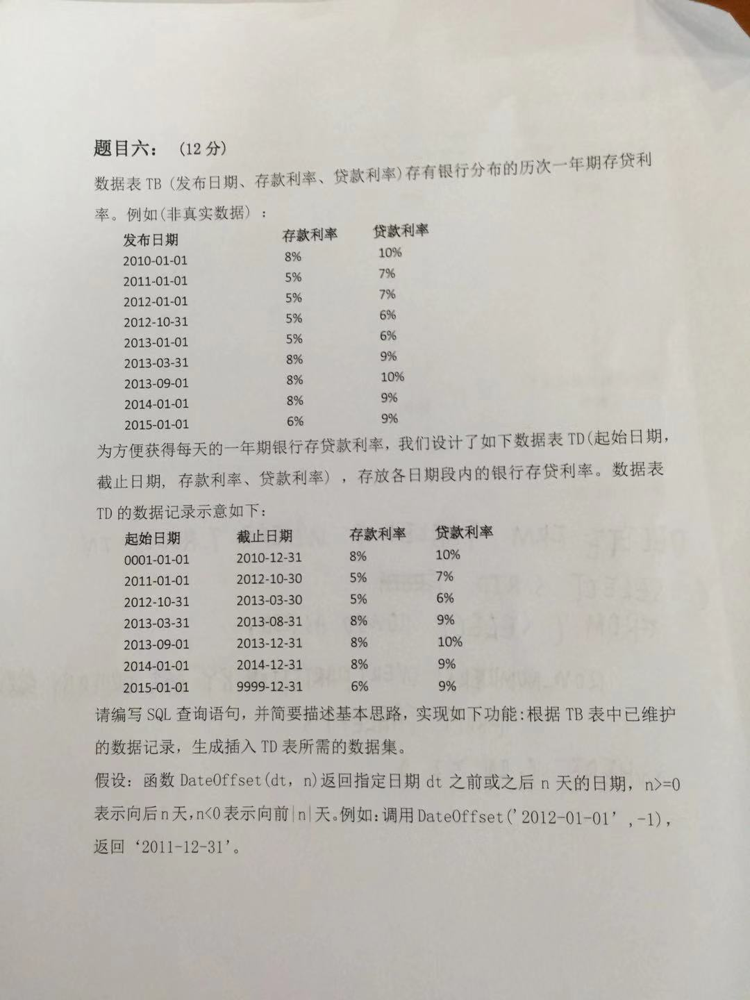 题目六： (12分)
数据表 TB (发布日期、存款利率、贷款利率)存有银行分布的历次一年期存贷利
率。例如(非真实数据) ：
发布日期 存款利率 贷款利率
2010-01-01 8% 10%
2011-01-01 5% 7%
2012-01-01 5% 7%
2012-10-31 5% 6%
2013-01-01 5% 6%
2013-03-31 8% 9%
2013-09-01 8% 10%
2014-01-01 8% 9%
2015-01-01 6% 9%
为方便获得每天的一年期银行存贷款利率，我们设计了如下数据表 TD(起始日期，
截止日期, 存款利率、贷款利率) ，存放各日期段内的银行存贷利率。数据表
TD 的数据记录示意如下：
起始日期 截止日期 存款利率 贷款利率
0001-01-01 2010-12-31 8% 10%
2011-01-01 2012-10-30 5% 7%
2012-10-31 2013-03-30 5% 6%
2013-03-31 2013-08-31 8% 9%
2013-09-01 2013-12-31 8% 10%
2014-01-01 2014-12-31 8% 9%
2015-01-01 9999-12-31 6% 9%
请编写 SQL 查询语句，并简要描述基本思路，实现如下功能:根据 TB 表中已维护
的数据记录，生成插入 TD 表所需的数据集。
假设：函数 DateOffset(dt, n)返回指定日期 dt 之前或之后 n 天的日期，n>=0
表示向后n天,n<0表示向前|n|天。例如:调用DateOffset('2012-01-01' ,-1)，
返回 ‘2011-12-31’。